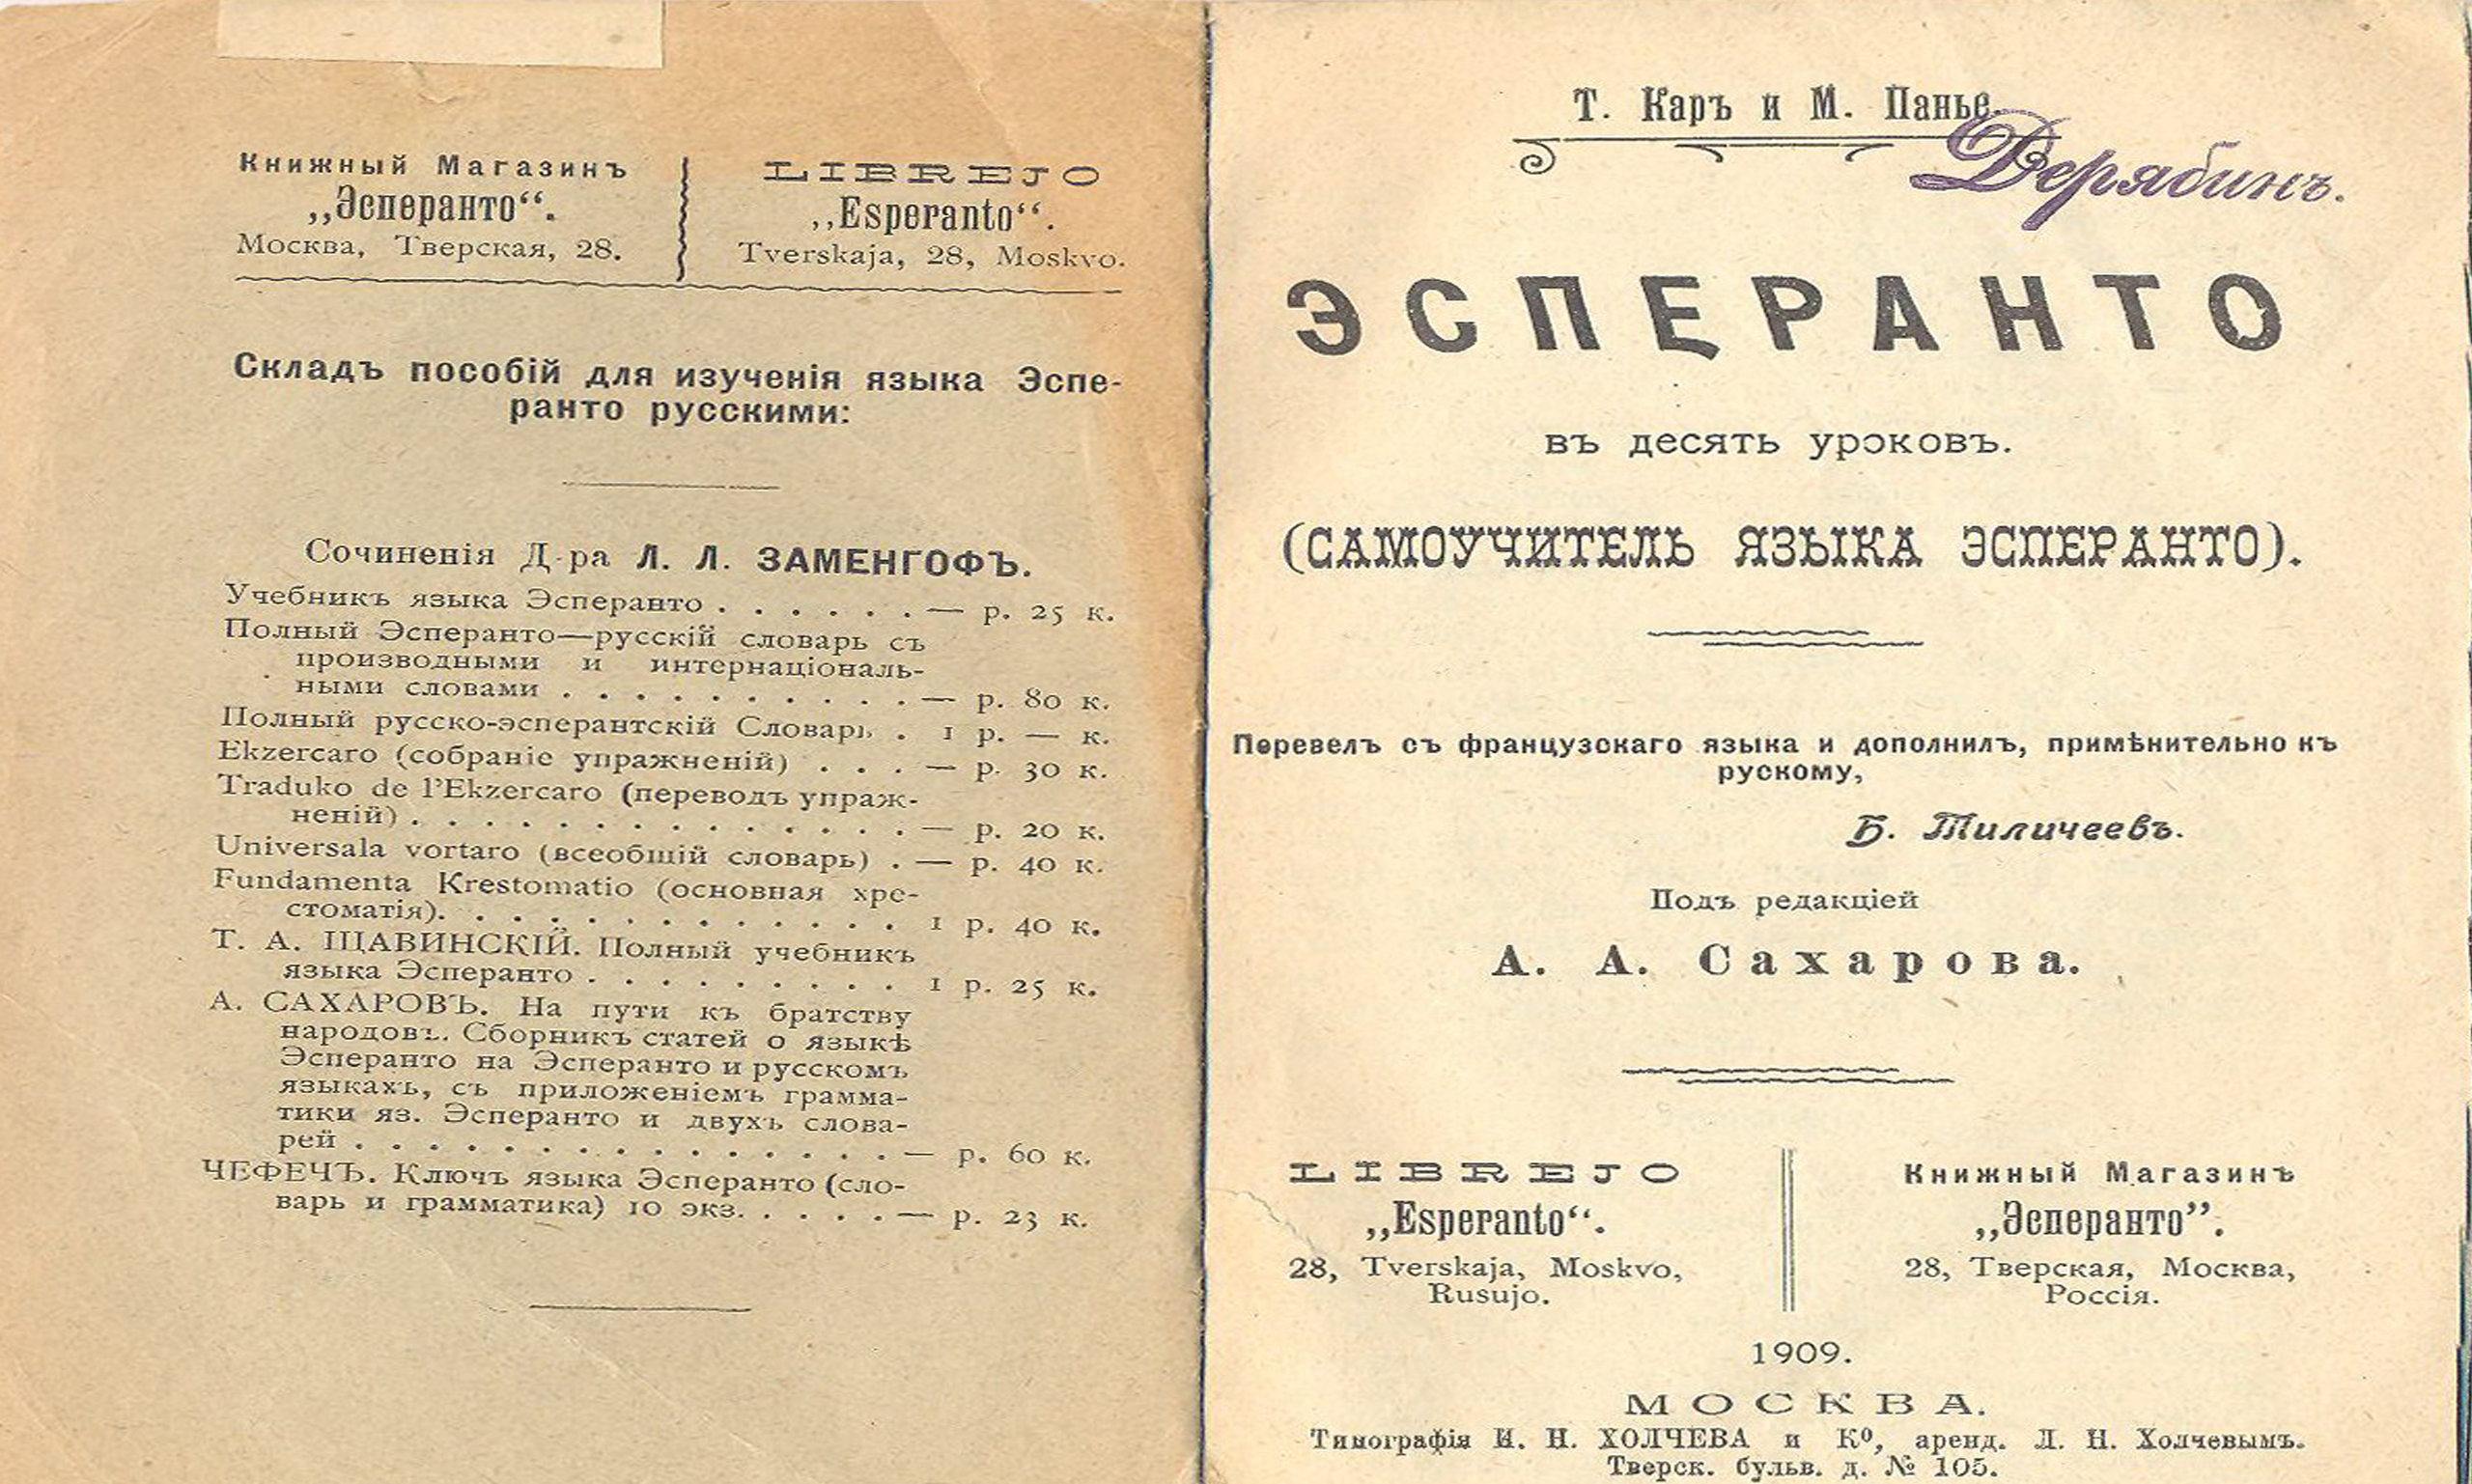 Книжный Магазинъ
„Эсперанто“.
Москва, Тверская, 28.
LIBREJO
„Esperanto“.
Tverskaja, 28, Moskvo.
Складъ пособій для изученія языка Эспе-
ранто русскими:
Сочиненія Д-ра Л. Л. ЗАМЕНГОФЪ.
Учебникъ языка Эсперанто . . . . . . — р. 25 к.
Полный Эсперанто—русскій словарь съ
производными и интернаціональ-
ными словами . . . . . . . . . . — р. 80 к.
Полный русско-эсперантскій Словарь . 1 р. — к.
Ekzercaro (собраніе упражненій) . . . — р. 30 к.
Traduko de l'Ekzercaro (переводъ упраж-
неній) . . . . . . . . . . . . . . — р. 20 к.
Universala vortaro (всеобщій словарь) . — р. 40 к.
Fundamenta Krestomatio (основная хре-
стоматія). . . . . . . . . . . . . 1 р. 40 к.
Т. А. ЩАВИНСКІЙ. Полный учебникъ
языка Эсперанто . . . . . . . . . 1 р. 25 к.
А. САХАРОВЪ. На пути къ братству
народовъ. Сборникъ статей о языкѣ
Эсперанто на Эсперанто и русскомъ
языкахъ, съ приложеніемъ грамма-
тики яз. Эсперанто и двухъ слова-
рей . . . . . . . . . . . . . . . — р. 60 к.
ЧЕФЕЧЪ. Ключъ языка Эсперанто (сло-
варь и грамматика) 10 экз. . . . . — р. 23 к.
Т. Каръ и М. Панье.
Дерябинъ.
ЭСПЕРАНТО
въ десять уроковъ.
(САМОУЧИТЕЛЬ ЯЗЫКА ЭСПЕРАНТО).
Перевелъ съ французскаго языка и дополнилъ, примѣнительно къ
рускому,
Б. Тиличеевъ.
Подъ редакціей
А. А. Сахарова.
LIBREJO
„Esperanto“.
28, Tverskaja, Moskvo,
Rusujo.
Книжный Магазинъ
„Эсперанто”.
28, Тверская, Москва,
Россія.
1909.
МОСКВА.
Типографія И. Н. ХОЛЧЕВА и Кº, аренд. Л. Н. Холчевымъ.
Тверск. бульв. д. № 105.